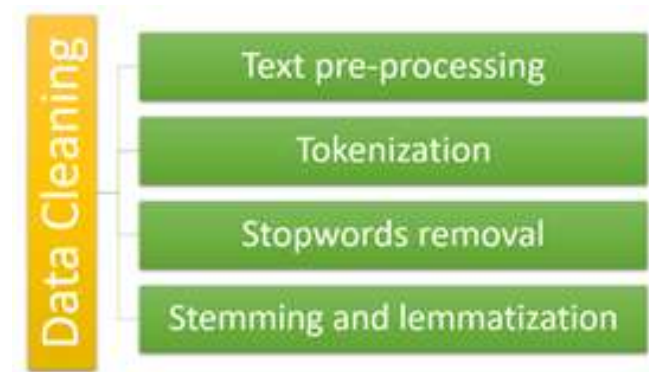 Data Cleaning
Text pre-processing
Tokenization
Stopwords removal
Stemming and lemmatization